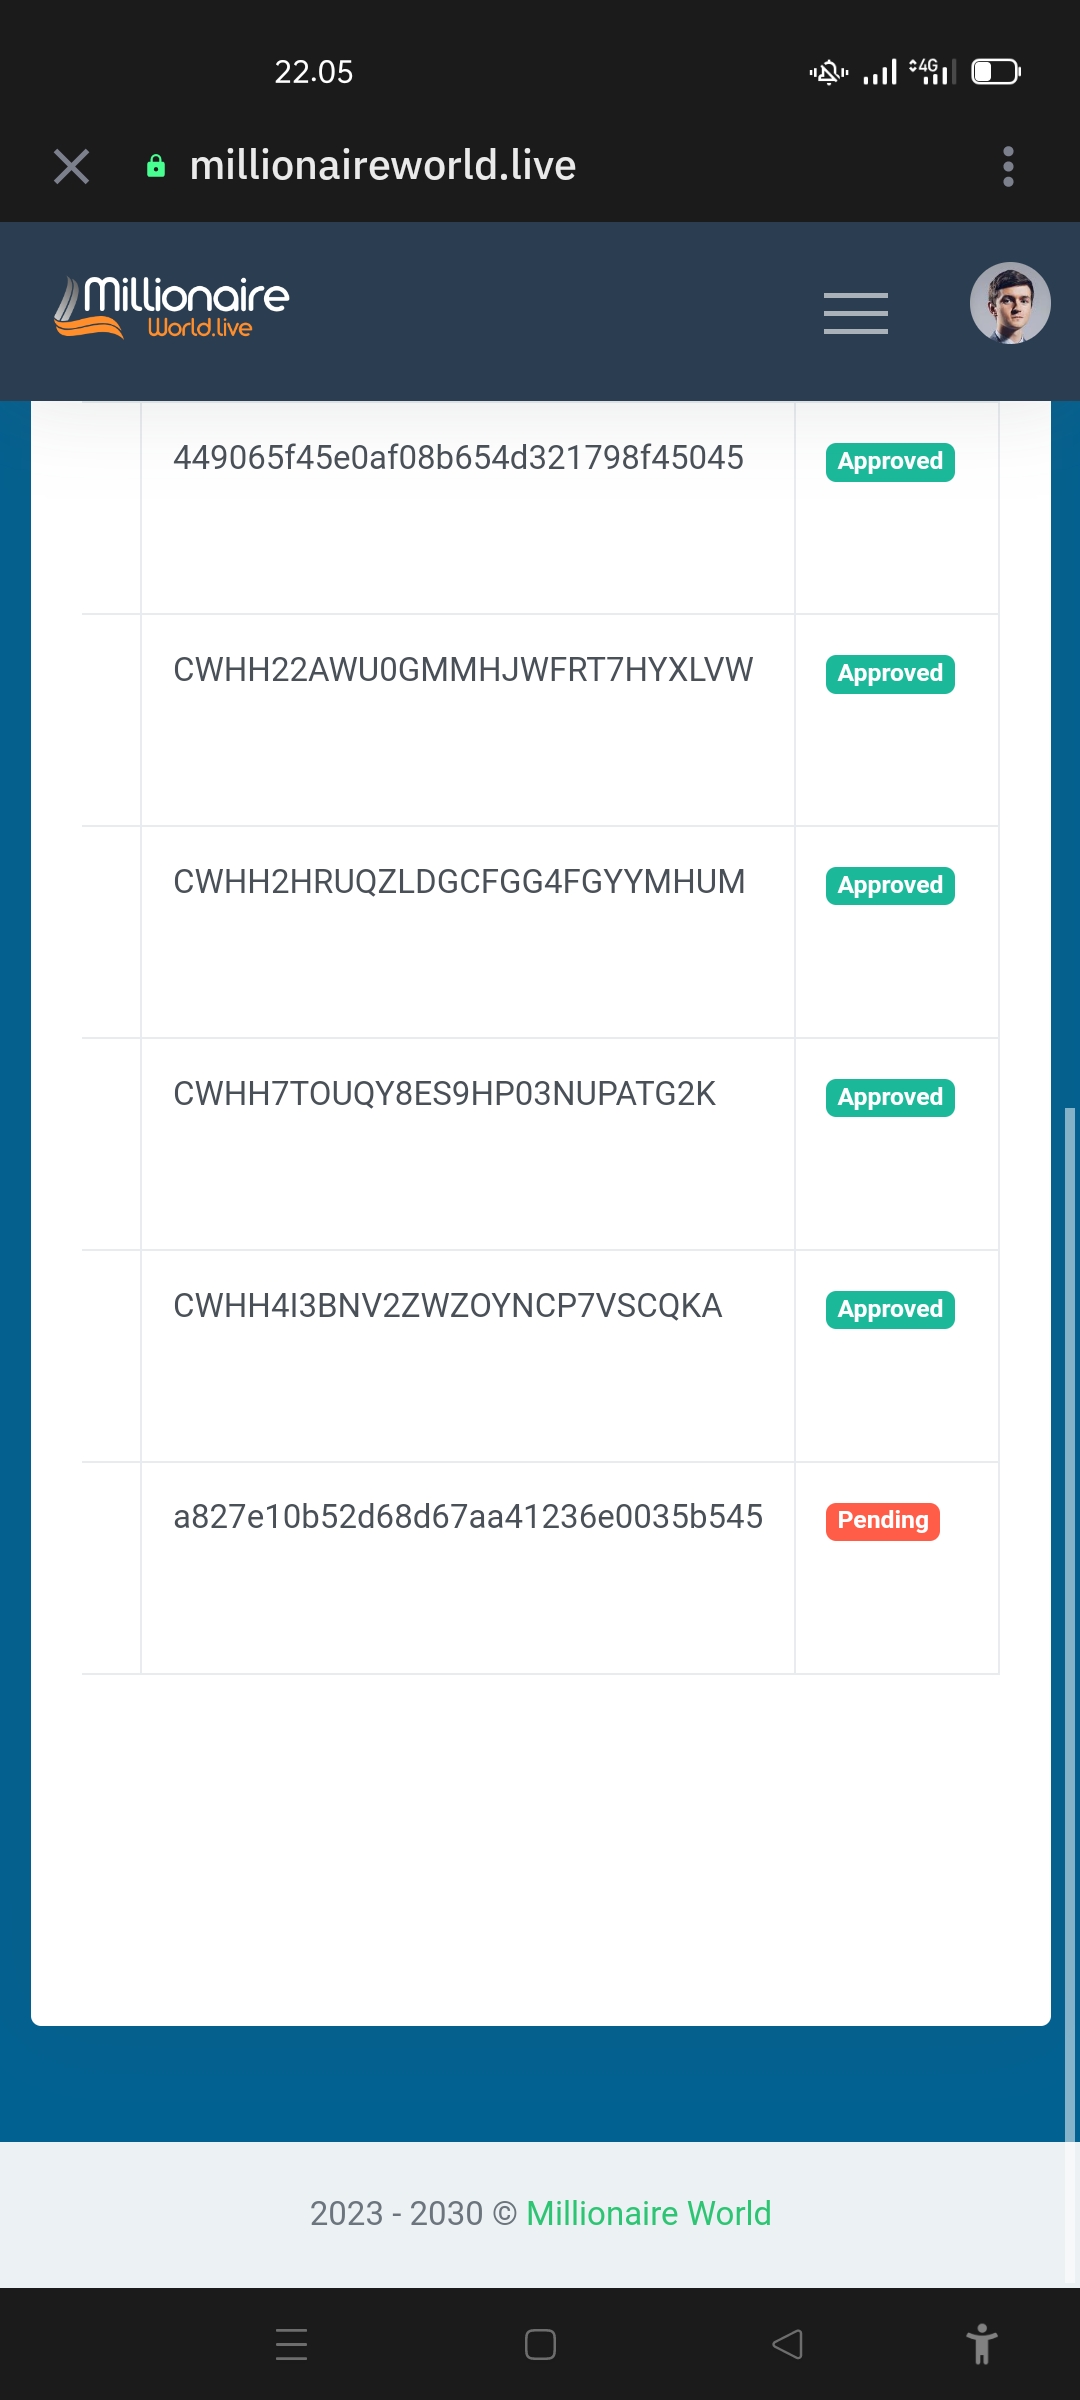 22.05
4G
millionaireworld.live
Millionaire
World.live
449065f45e0af08b654d321798f45045 Approved
CWHH22AWU0GMMHJWFRT7HYXLVW Approved
CWHH2HRUQZLDGCFGG4FGYYMHUM Approved
CWHH7TOUQY8ES9HP03NUPATG2K Approved
CWHH4I3BNV2ZWZOYNCP7VSCQKA Approved
a827e10b52d68d67aa41236e0035b545 Pending
2023 - 2030 © Millionaire World